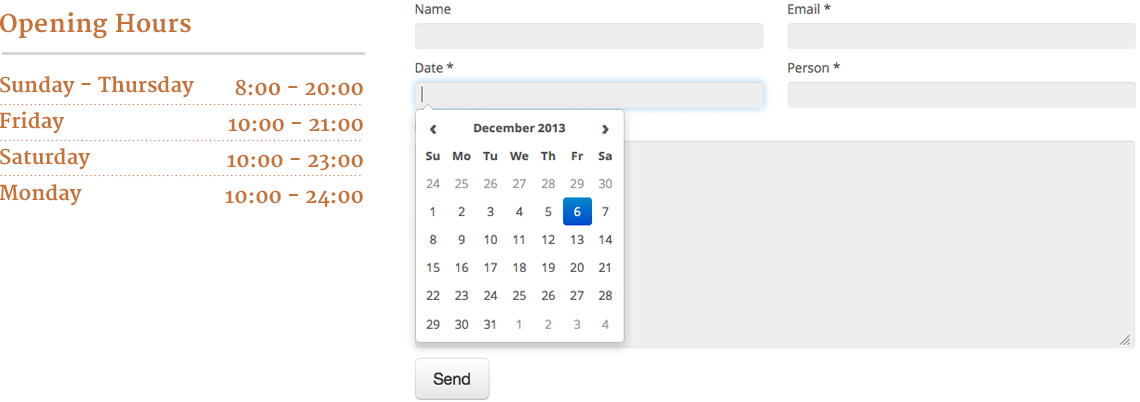 Opening Hours
Sunday - Thursday 8:00 - 20:00
Friday 10:00 - 21:00
Saturday 10:00 - 23:00
Monday 10:00 - 24:00
Name
Email *
Date *
Person *
‹ December 2013 ›
Su Mo Tu We Th Fr Sa
24 25 26 27 28 29 30
1 2 3 4 5 6 7
8 9 10 11 12 13 14
15 16 17 18 19 20 21
22 23 24 25 26 27 28
29 30 31 1 2 3 4
Send